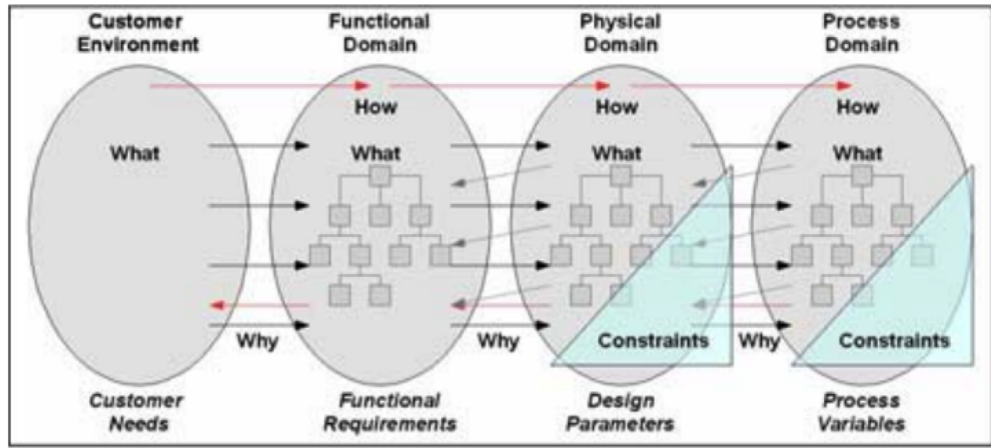 Customer
Environment
Functional
Domain
Physical
Domain
Process
Domain
How
How
How
What
What
What
What
Constraints
Constraints
Why
Why
Why
Customer
Needs
Functional
Requirements
Design
Parameters
Process
Variables